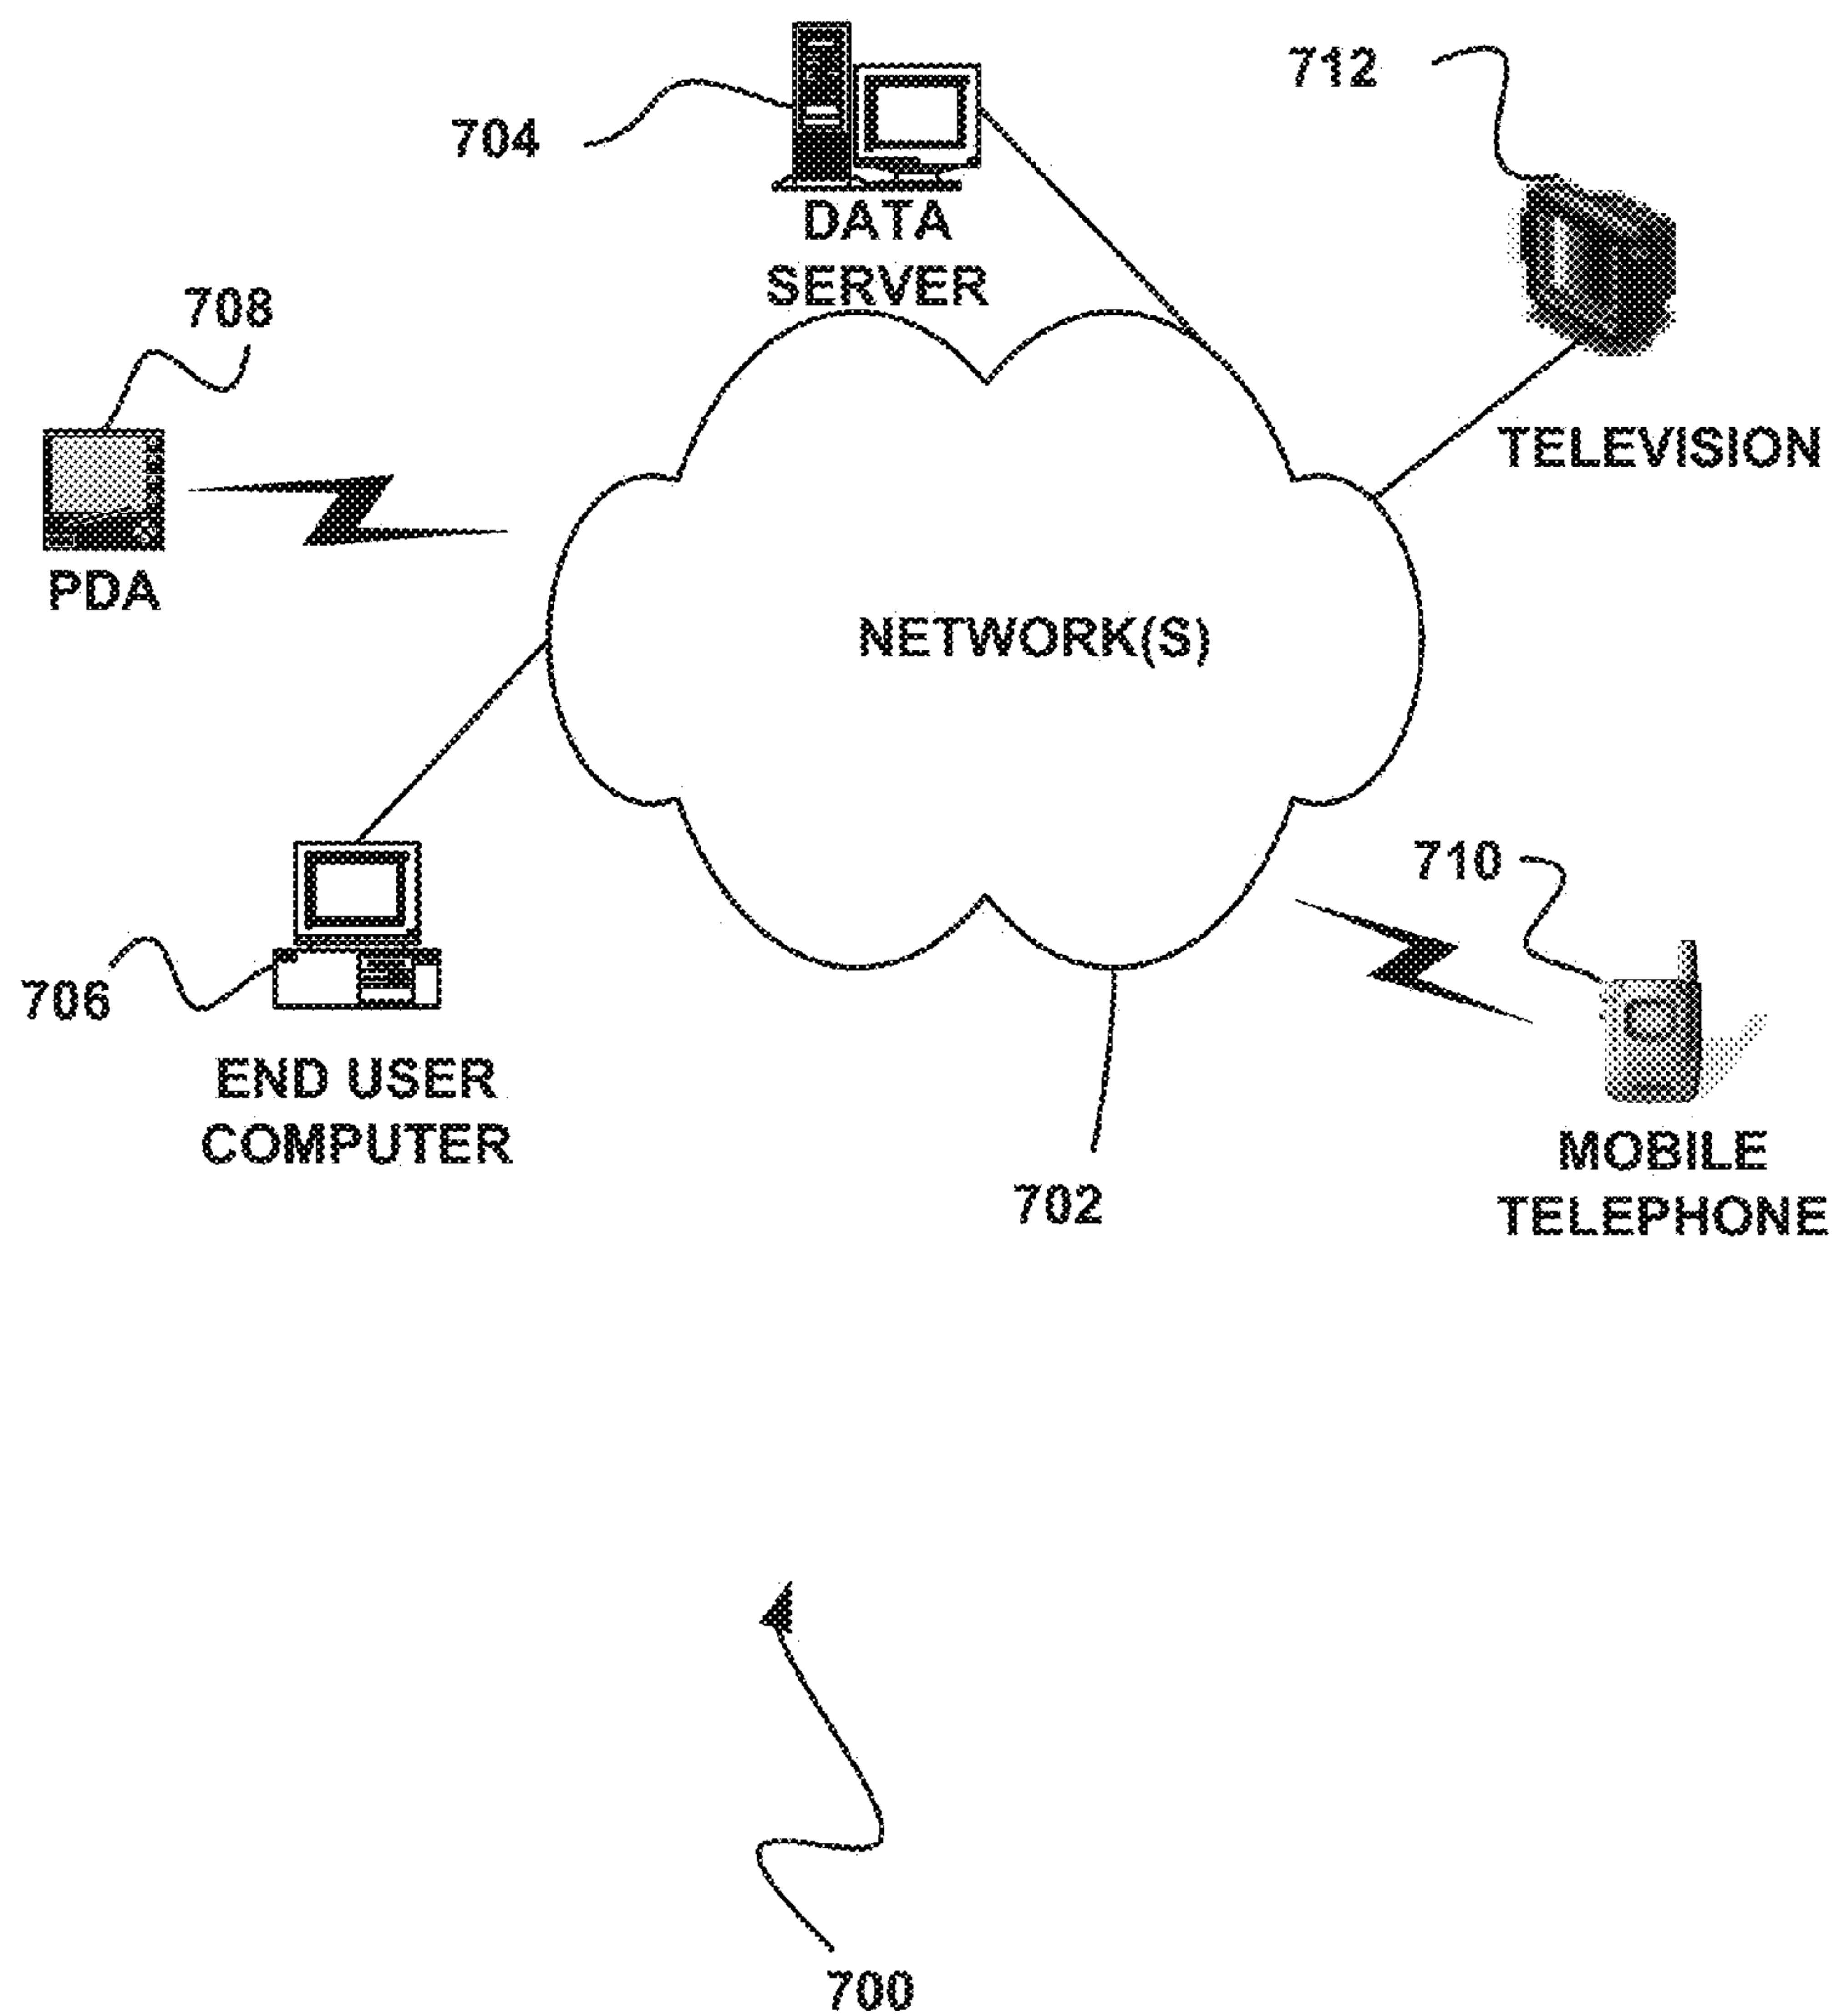 712
704
DATA
SERVER
708
TELEVISION
PDA
NETWORK(S)
710
706
END USER
COMPUTER
MOBILE
TELEPHONE
702
700